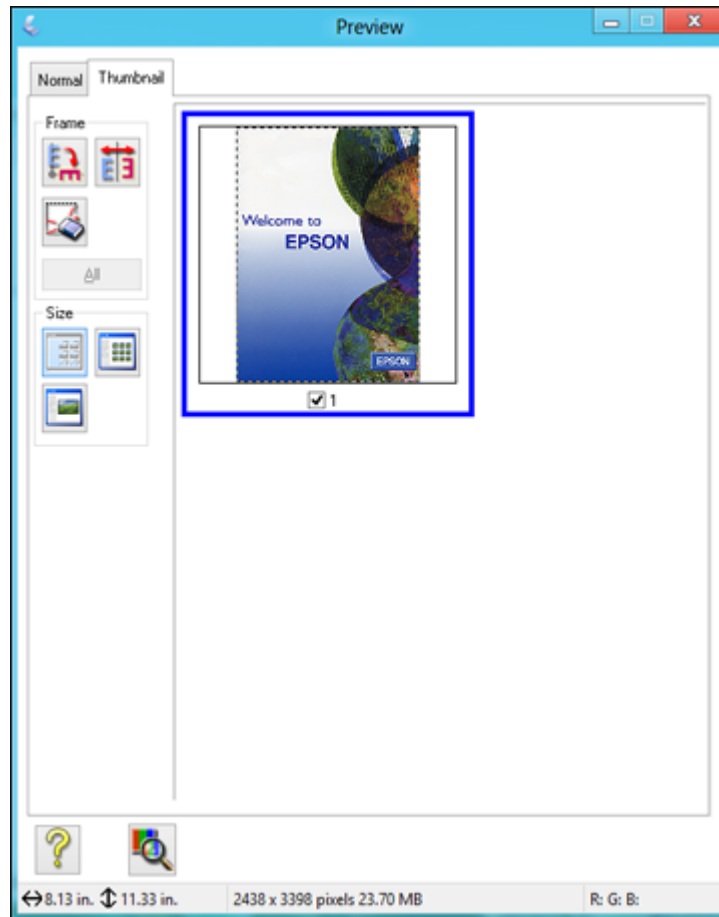 Preview
Normal Thumbnail
Frame
All
Size
Welcome to
EPSON
EPSON
1
8.13 in. 11.33 in. 2438 x 3398 pixels 23.70 MB R: G: B: